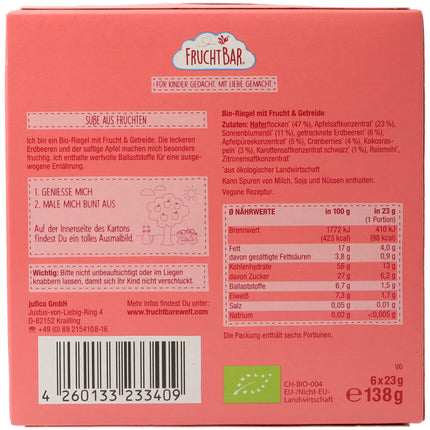 FRUCHTBAR.
FÜR KINDER GEDACHT. MIT LIEBE GEMACHT.
SÜẞE AUS FRÜCHTEN
Ich bin ein Bio-Riegel mit Frucht & Getreide. Die leckeren
Erdbeeren und der saftige Apfel machen mich besonders
fruchtig. Ich enthalte wertvolle Ballaststoffe für eine ausge-
wogene Ernährung.
1. GENIESSE MICH
2. MALE MICH BUNT AUS
Auf der Innenseite des Kartons
findest Du ein tolles Ausmalbild.
Wichtig: Bitte nicht unbeaufsichtigt oder im Liegen
knabbern lassen, damit sich Ihr Kind nicht verschluckt.
jufico GmbH
Justus-von-Liebig-Ring 4
D-82152 Krailling
+49 (0) 89 2154108-16
Mehr Infos findest Du unter:
www.fruchtbarewelt.com
4 260133 233409
Bio-Riegel mit Frucht & Getreide
Zutaten: Haferflocken* (47 %), Apfelsaftkonzentrat* (23 %),
Sonnenblumenöl* (11 %), getrocknete Erdbeeren* (6 %),
Apfelpüreekonzentrat* (5 %), Cranberries* (4 %), Kokosras-
peln* (3 %), Karottensaftkonzentrat schwarz* (1 %), Reismehl*,
Zitronensaftkonzentrat*
*aus ökologischer Landwirtschaft
Kann Spuren von Milch, Soja und Nüssen enthalten.
Vegane Rezeptur.
Ø NÄHRWERTE in 100 g in 23 g
(1 Portion)
Brennwert 1772 kJ 410 kJ
(423 kcal) (98 kcal)
Fett 17 g 4,0 g
davon gesättigte Fettsäuren 3,8 g 0,9 g
Kohlenhydrate 56 g 13 g
davon Zucker 27 g 6,2 g
Ballaststoffe 6,7 g 1,5 g
Eiweiß 7,3 g 1,7 g
Salz 0,05 g 0,01 g
Natrium 0,02 g <0,005 g
Die Packung enthält sechs Portionen.
V6
CH-BIO-004
EU-/Nicht-EU-
Landwirtschaft
6 x 23 g
℮ 138 g